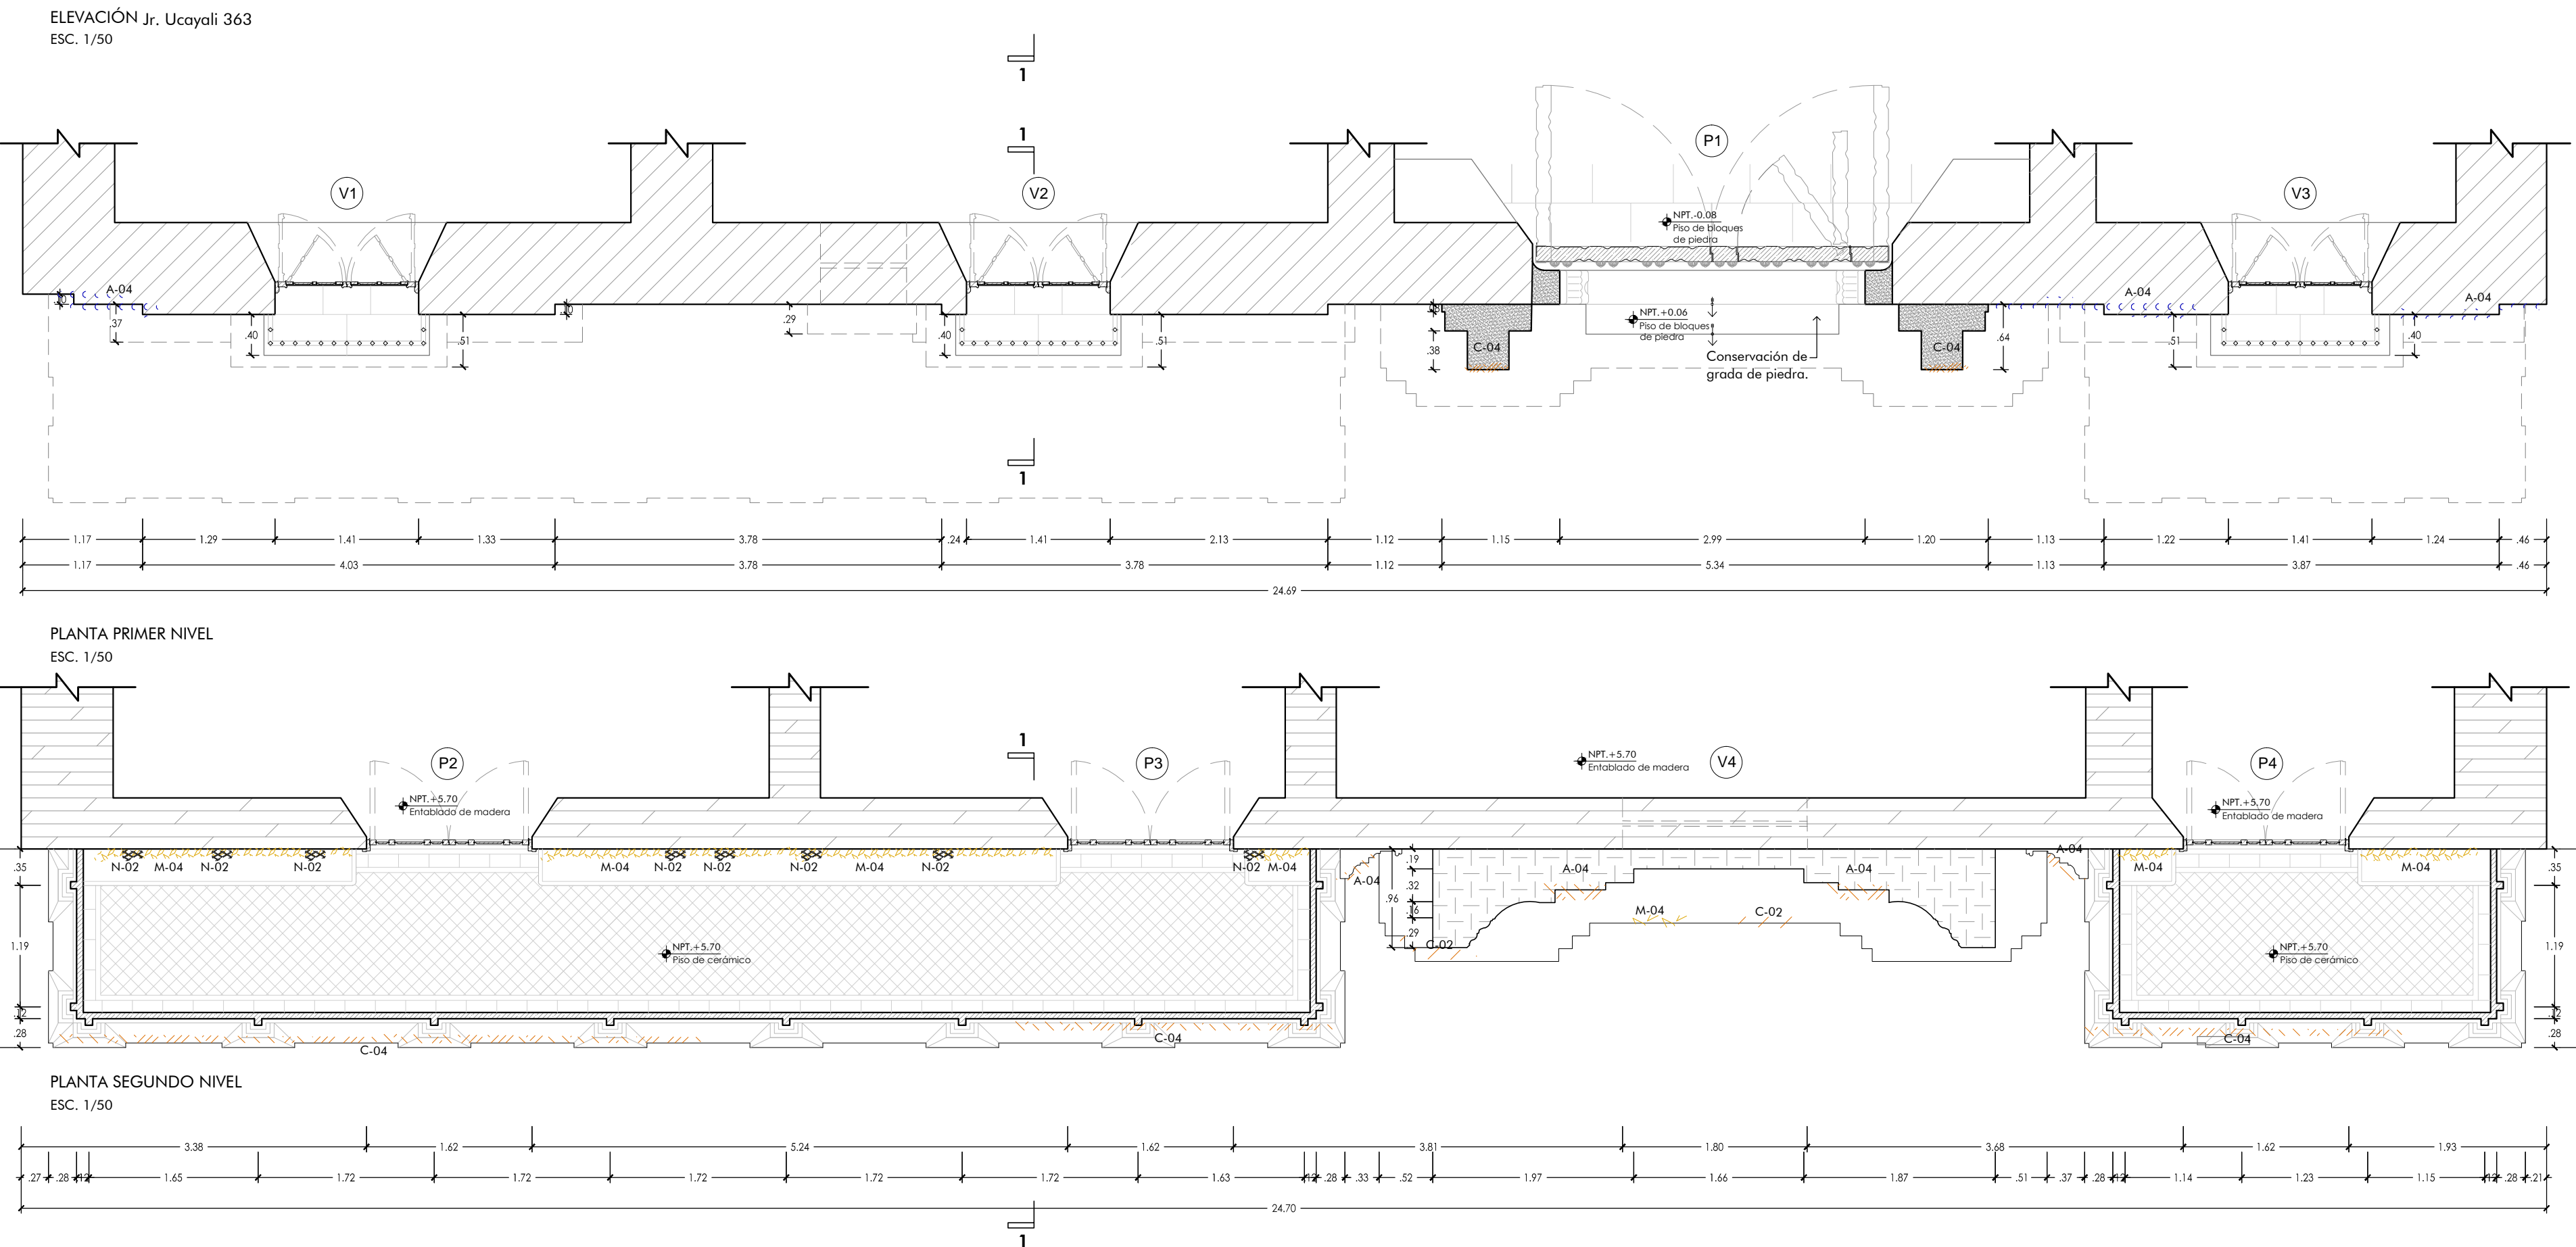 ELEVACIÓN Jr. Ucayali 363
ESC. 1/50
1
1
P1
V1
V2
V3
NPT.-0.08
Piso de bloques
de piedra
A-04
A-04
A-04
.10
.37
.40
.51
.10
.29
.40
.51
.38
C-04
NPT.+0.06
Piso de bloques
de piedra
Conservación de
grada de piedra.
C-04
.64
.51
.40
1
1.17
1.29
1.41
1.33
3.78
.24
1.41
2.13
1.12
1.15
2.99
1.20
1.13
1.22
1.41
1.24
.46
1.17
4.03
3.78
3.78
1.12
5.34
1.13
3.87
.46
24.69
PLANTA PRIMER NIVEL
ESC. 1/50
1
P2
P3
V4
P4
NPT.+5.70
Entablado de madera
NPT.+5.70
Entablado de madera
NPT.+5.70
Entablado de madera
N-02 M-04 N-02 N-02 M-04 N-02 N-02 N-02 M-04 N-02 N-02 M-04
A-04
A-04
A-04
A-04
M-04
M-04
.35
1.19
.12
.28
.19
.32
.96
.16
.29
M-04
C-02
C-02
NPT.+5.70
Piso de cerámico
NPT.+5.70
Piso de cerámico
.35
1.19
.12
.28
C-04
C-04
C-04
PLANTA SEGUNDO NIVEL
ESC. 1/50
3.38
1.62
5.24
1.62
3.81
1.80
3.68
1.62
1.93
.27
.28
.12
1.65
1.72
1.72
1.72
1.72
1.72
1.63
.12
.28
.33
.52
1.97
1.66
1.87
.51
.37
.28
.12
1.14
1.23
1.15
.12
.28
.21
24.70
1